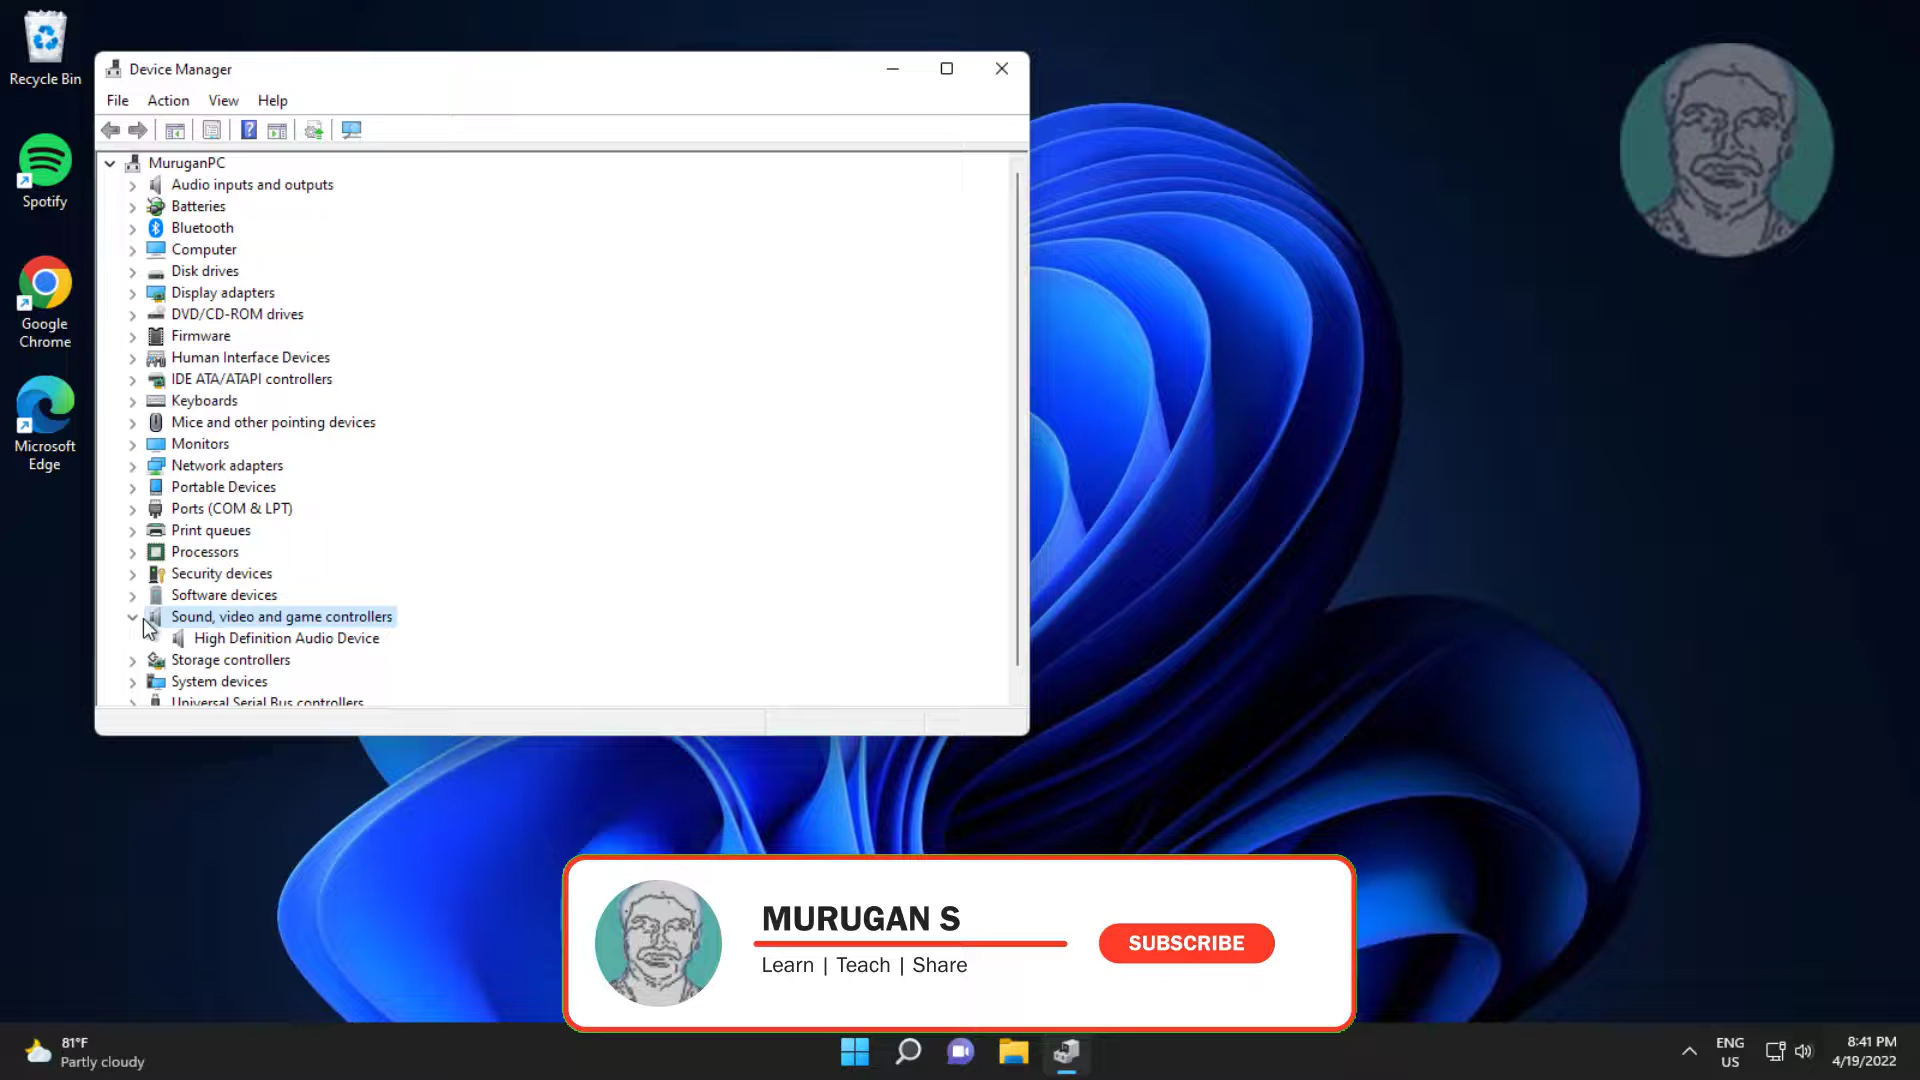 Recycle Bin
Spotify
Google
Chrome
Microsoft
Edge
Device Manager
File Action View Help
MuruganPC
Audio inputs and outputs
Batteries
Bluetooth
Computer
Disk drives
Display adapters
DVD/CD-ROM drives
Firmware
Human Interface Devices
IDE ATA/ATAPI controllers
Keyboards
Mice and other pointing devices
Monitors
Network adapters
Portable Devices
Ports (COM & LPT)
Print queues
Processors
Security devices
Software devices
Sound, video and game controllers
High Definition Audio Device
Storage controllers
System devices
Universal Serial Bus controllers
MURUGAN S
Learn | Teach | Share
SUBSCRIBE
81°F
Partly cloudy
ENG
US
8:41 PM
4/19/2022